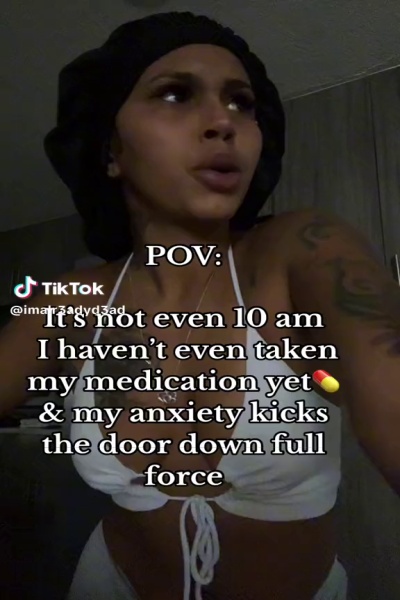 POV:
TikTok
@imalr3adyd3ad
It's not even 10 am
I haven't even taken
my medication yet💊
& my anxiety kicks
the door down full
force